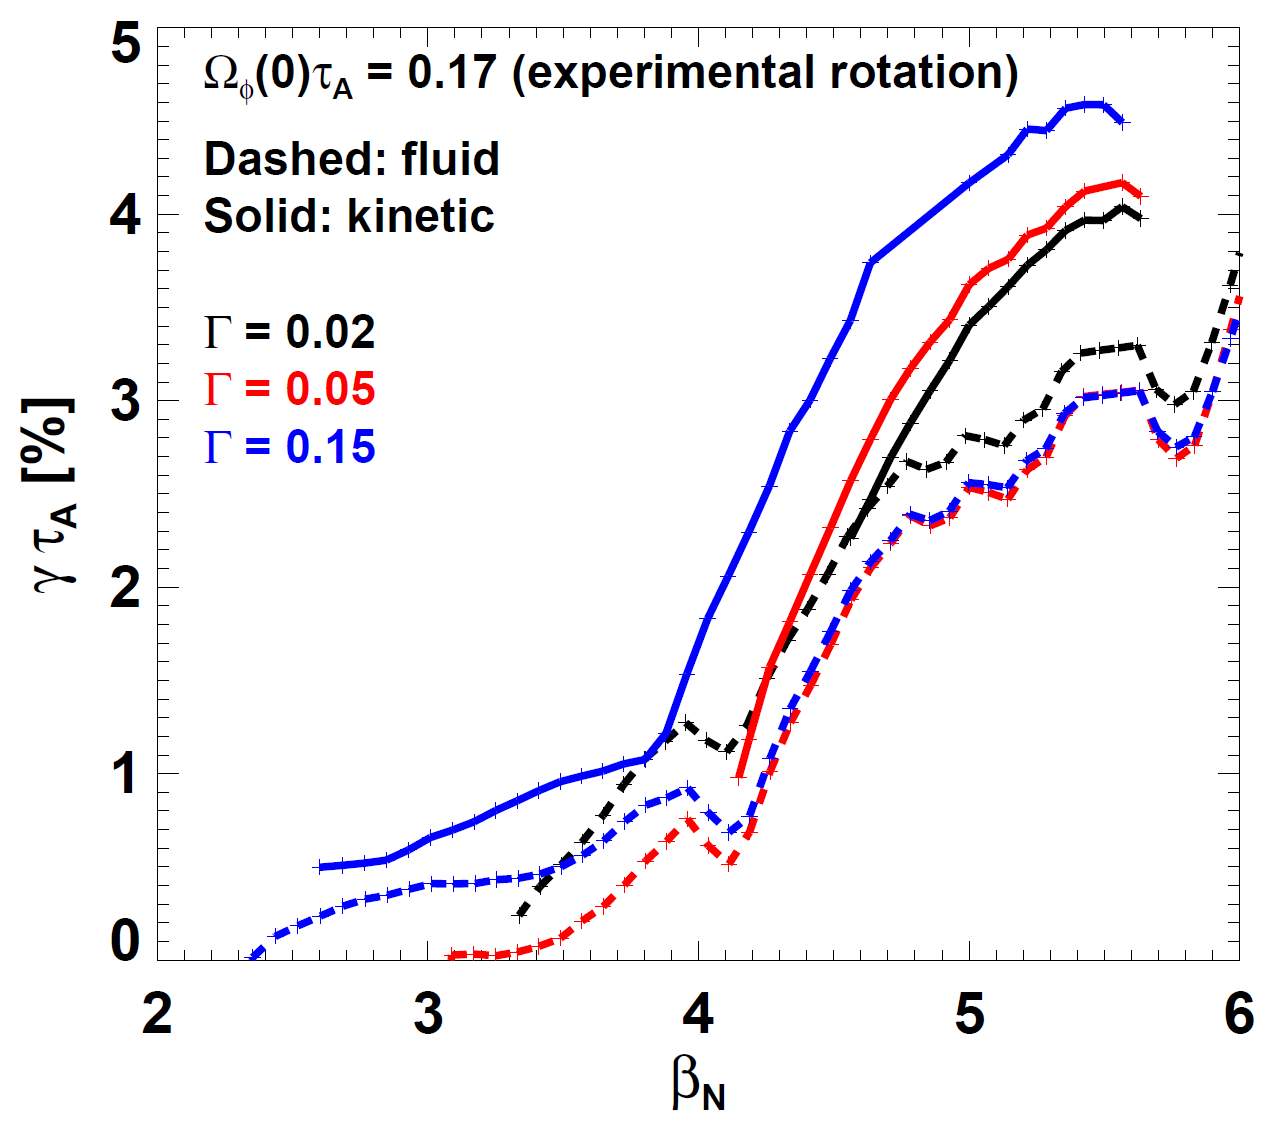 Ωϕ(0)τA = 0.17 (experimental rotation)
Dashed: fluid
Solid: kinetic
Γ = 0.02
Γ = 0.05
Γ = 0.15
γ τA [%]
5
4
3
2
1
0
2 3 4 5 6
βN